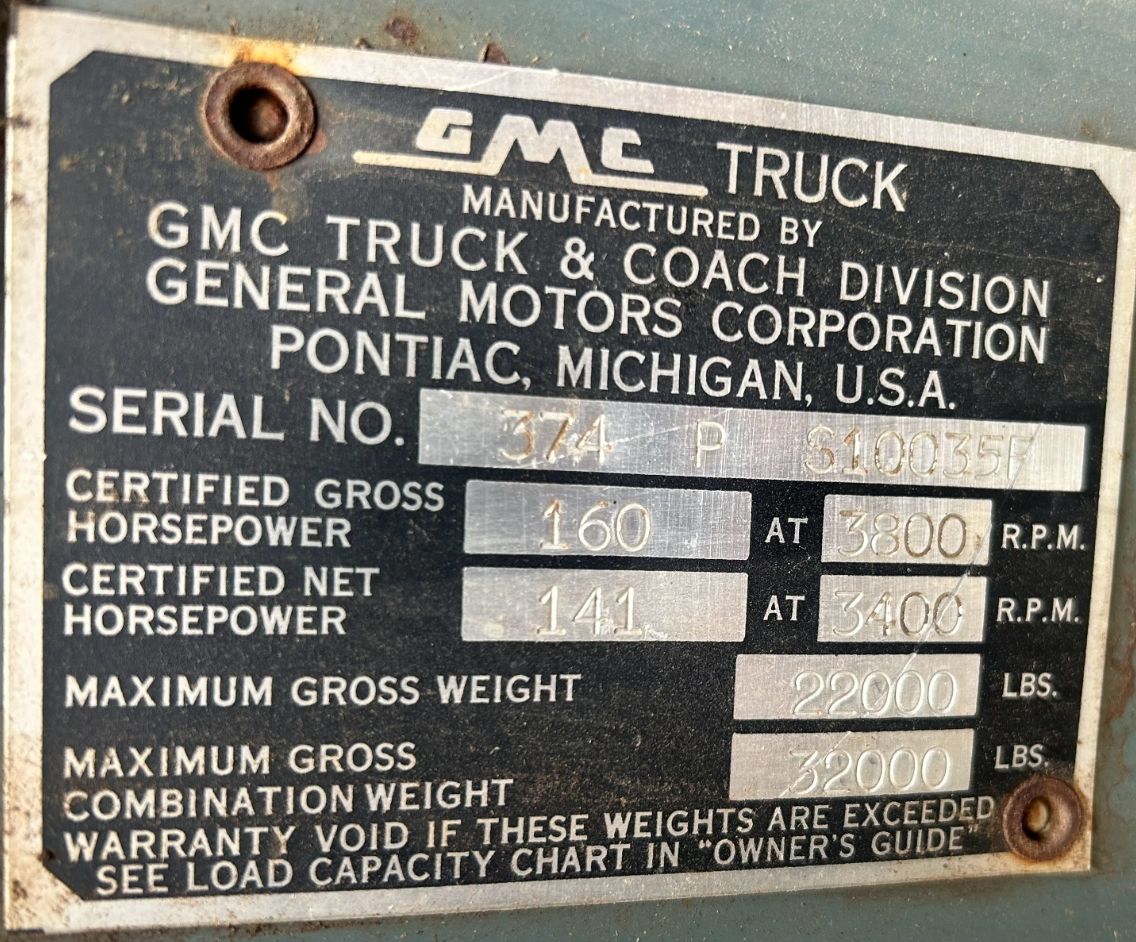 GMC TRUCK
MANUFACTURED BY
GMC TRUCK & COACH DIVISION
GENERAL MOTORS CORPORATION
PONTIAC, MICHIGAN, U.S.A.
SERIAL NO. 374 P S10035F
CERTIFIED GROSS
HORSEPOWER 160 AT 3800 R.P.M.
CERTIFIED NET
HORSEPOWER 141 AT 3400 R.P.M.
MAXIMUM GROSS WEIGHT 22000 LBS.
MAXIMUM GROSS
COMBINATION WEIGHT 32000 LBS.
WARRANTY VOID IF THESE WEIGHTS ARE EXCEEDED
SEE LOAD CAPACITY CHART IN "OWNER'S GUIDE"